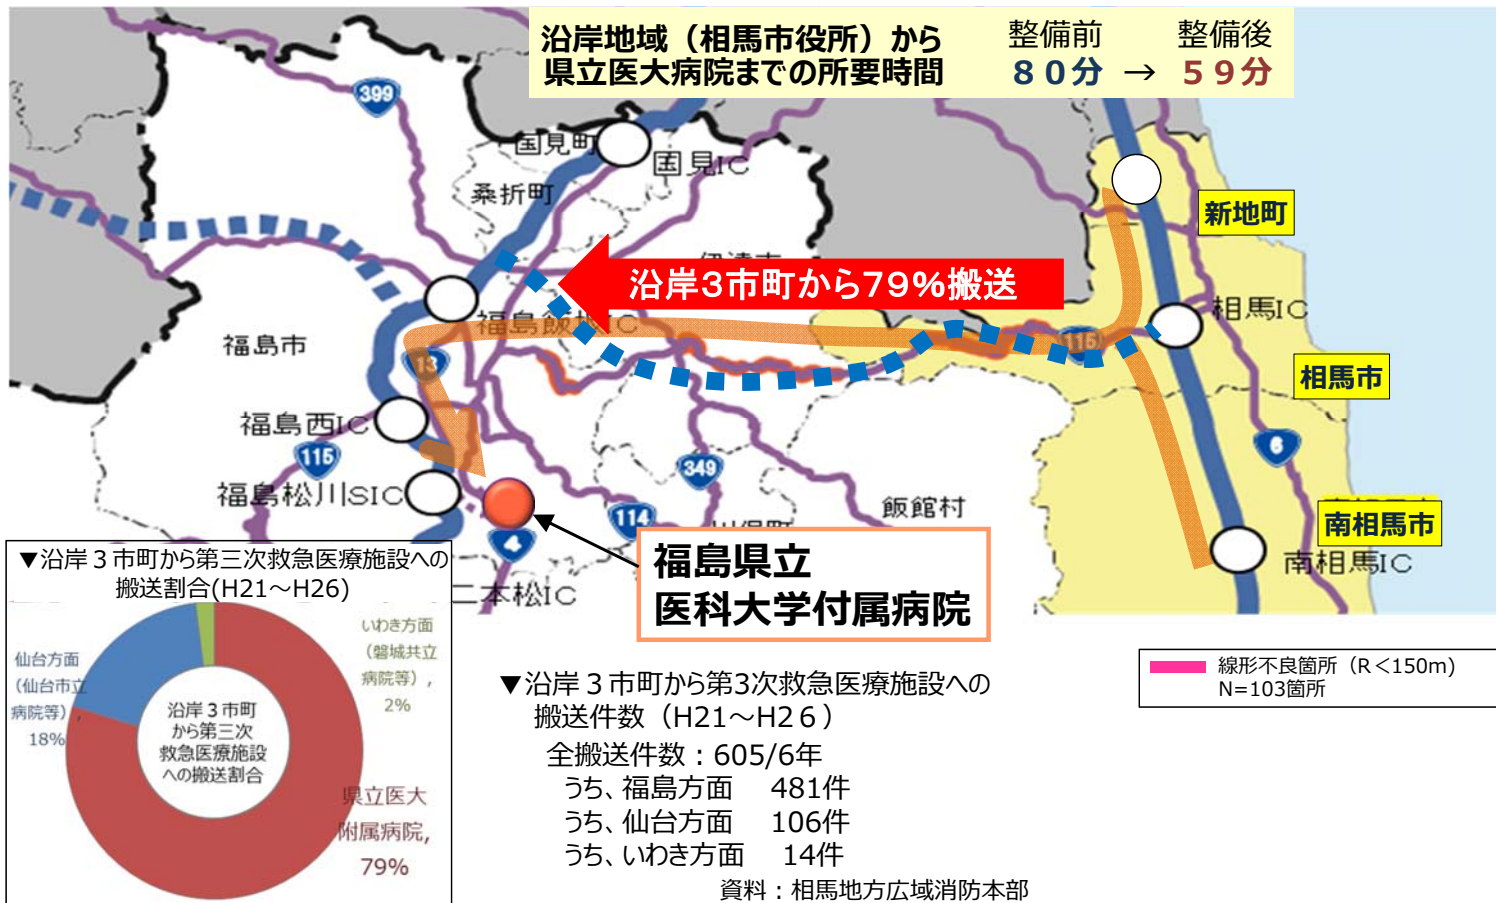 沿岸地域（相馬市役所）から
県立医大病院までの所要時間
整備前　整備後
８０分 → ５９分
399
国見町
国見IC
桑折町
新地町
沿岸3市町から79%搬送
福島飯坂IC
相馬IC
福島市
13
115
相馬市
福島西IC
115
6
福島松川SIC
349
飯館村
114
南相馬市
4
南相馬IC
二本松IC
福島県立
医科大学付属病院
▼沿岸３市町から第三次救急医療施設への
搬送割合(H21～H26)
いわき方面
（磐城共立
病院等）,
2%
仙台方面
（仙台市立
病院等）,
18%
沿岸３市町
から第三次
救急医療施設
への搬送割合
県立医大
附属病院,
79%
▼沿岸３市町から第3次救急医療施設への
搬送件数（H21～H2６）
全搬送件数：605/6年
うち、福島方面　481件
うち、仙台方面　106件
うち、いわき方面　14件
資料：相馬地方広域消防本部
線形不良箇所（R＜150m）
N=103箇所